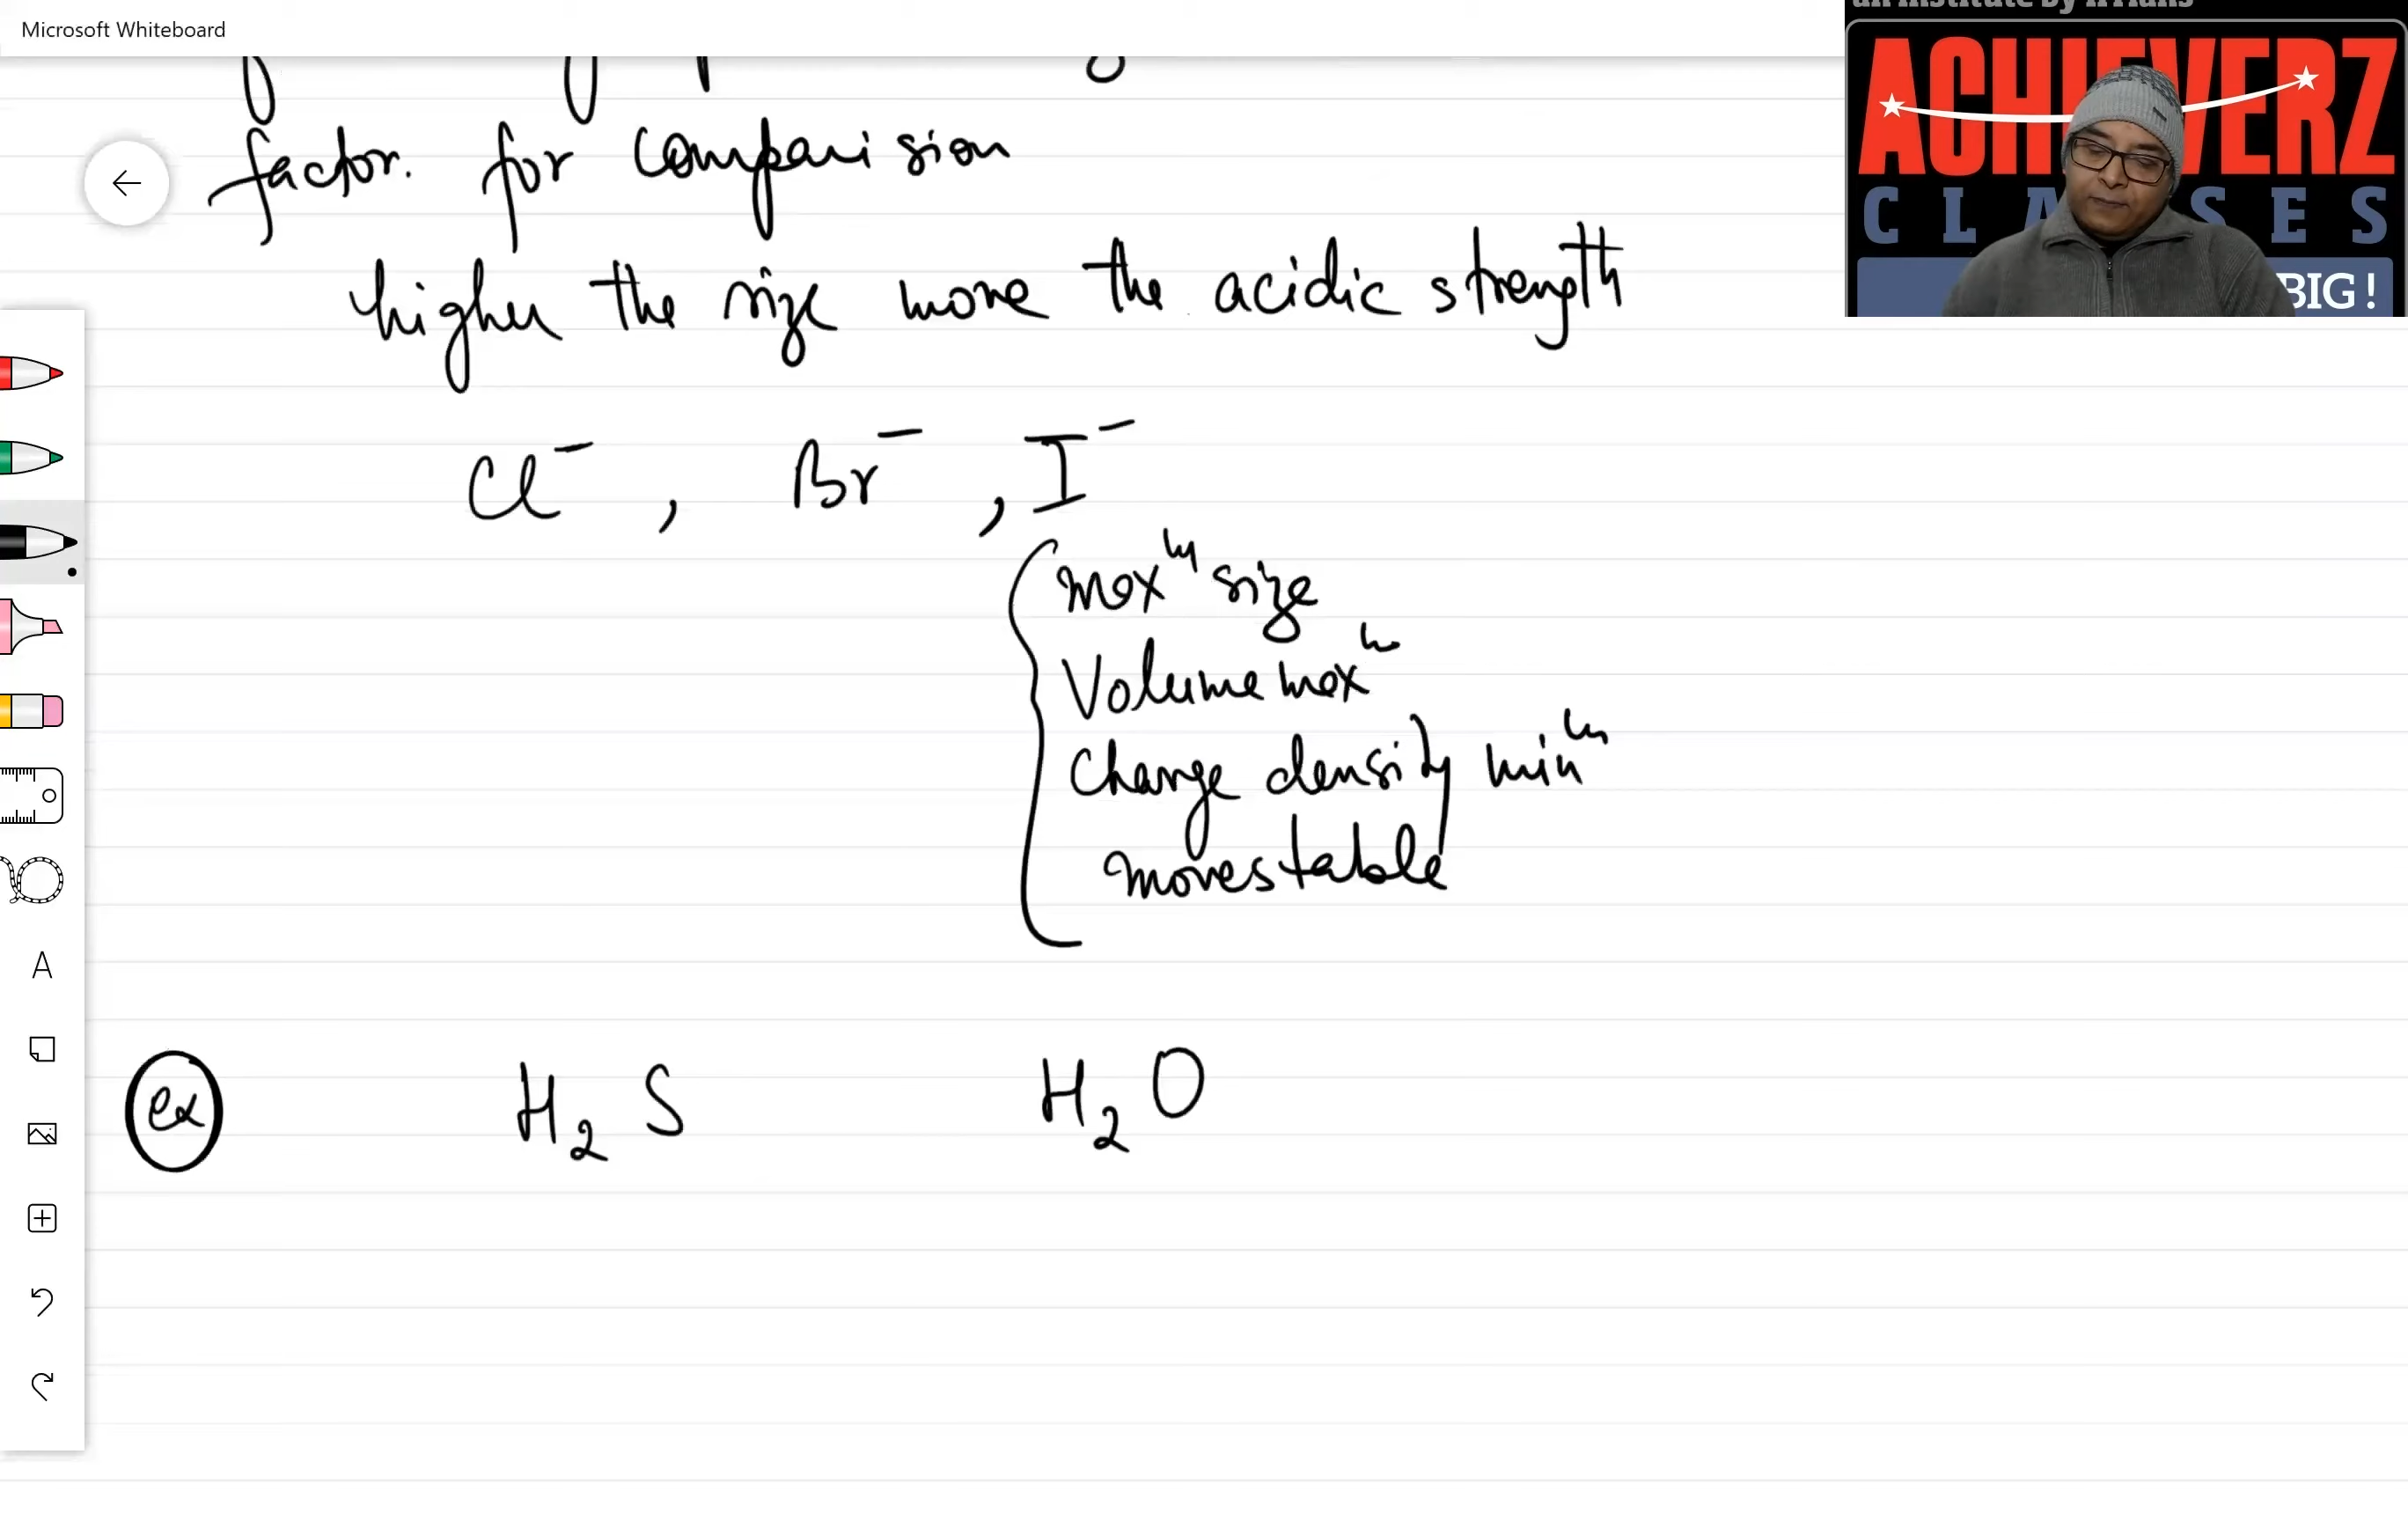 Microsoft Whiteboard
ACHIEVERZ
CLASSES
BIG!
factor. for comparision
higher the size more the acidic strength
Cl⁻, Br⁻, I⁻
maxᵐ size
Volume maxᵐ
Charge density minᵐ
more stable
ex H₂S H₂O
A